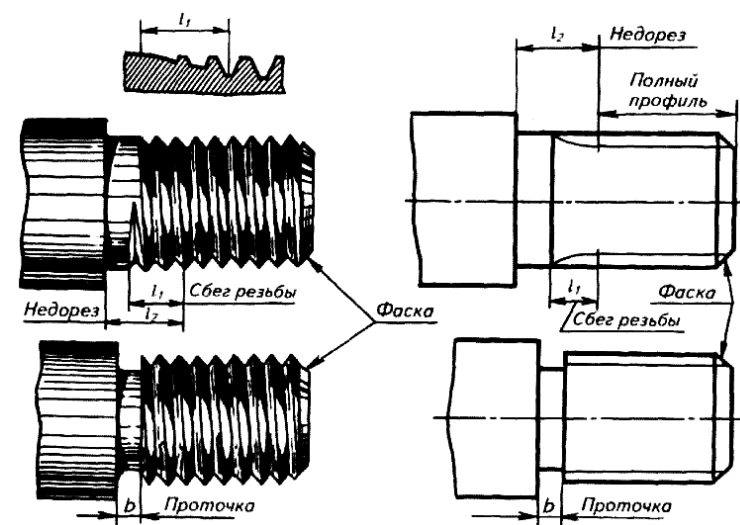 l₁
l₂
Недорез
Полный
профиль
l₁
Сбег резьбы
Недорез
l₂
Фаска
l₁
Фаска
Сбег резьбы
b
Проточка
b
Проточка